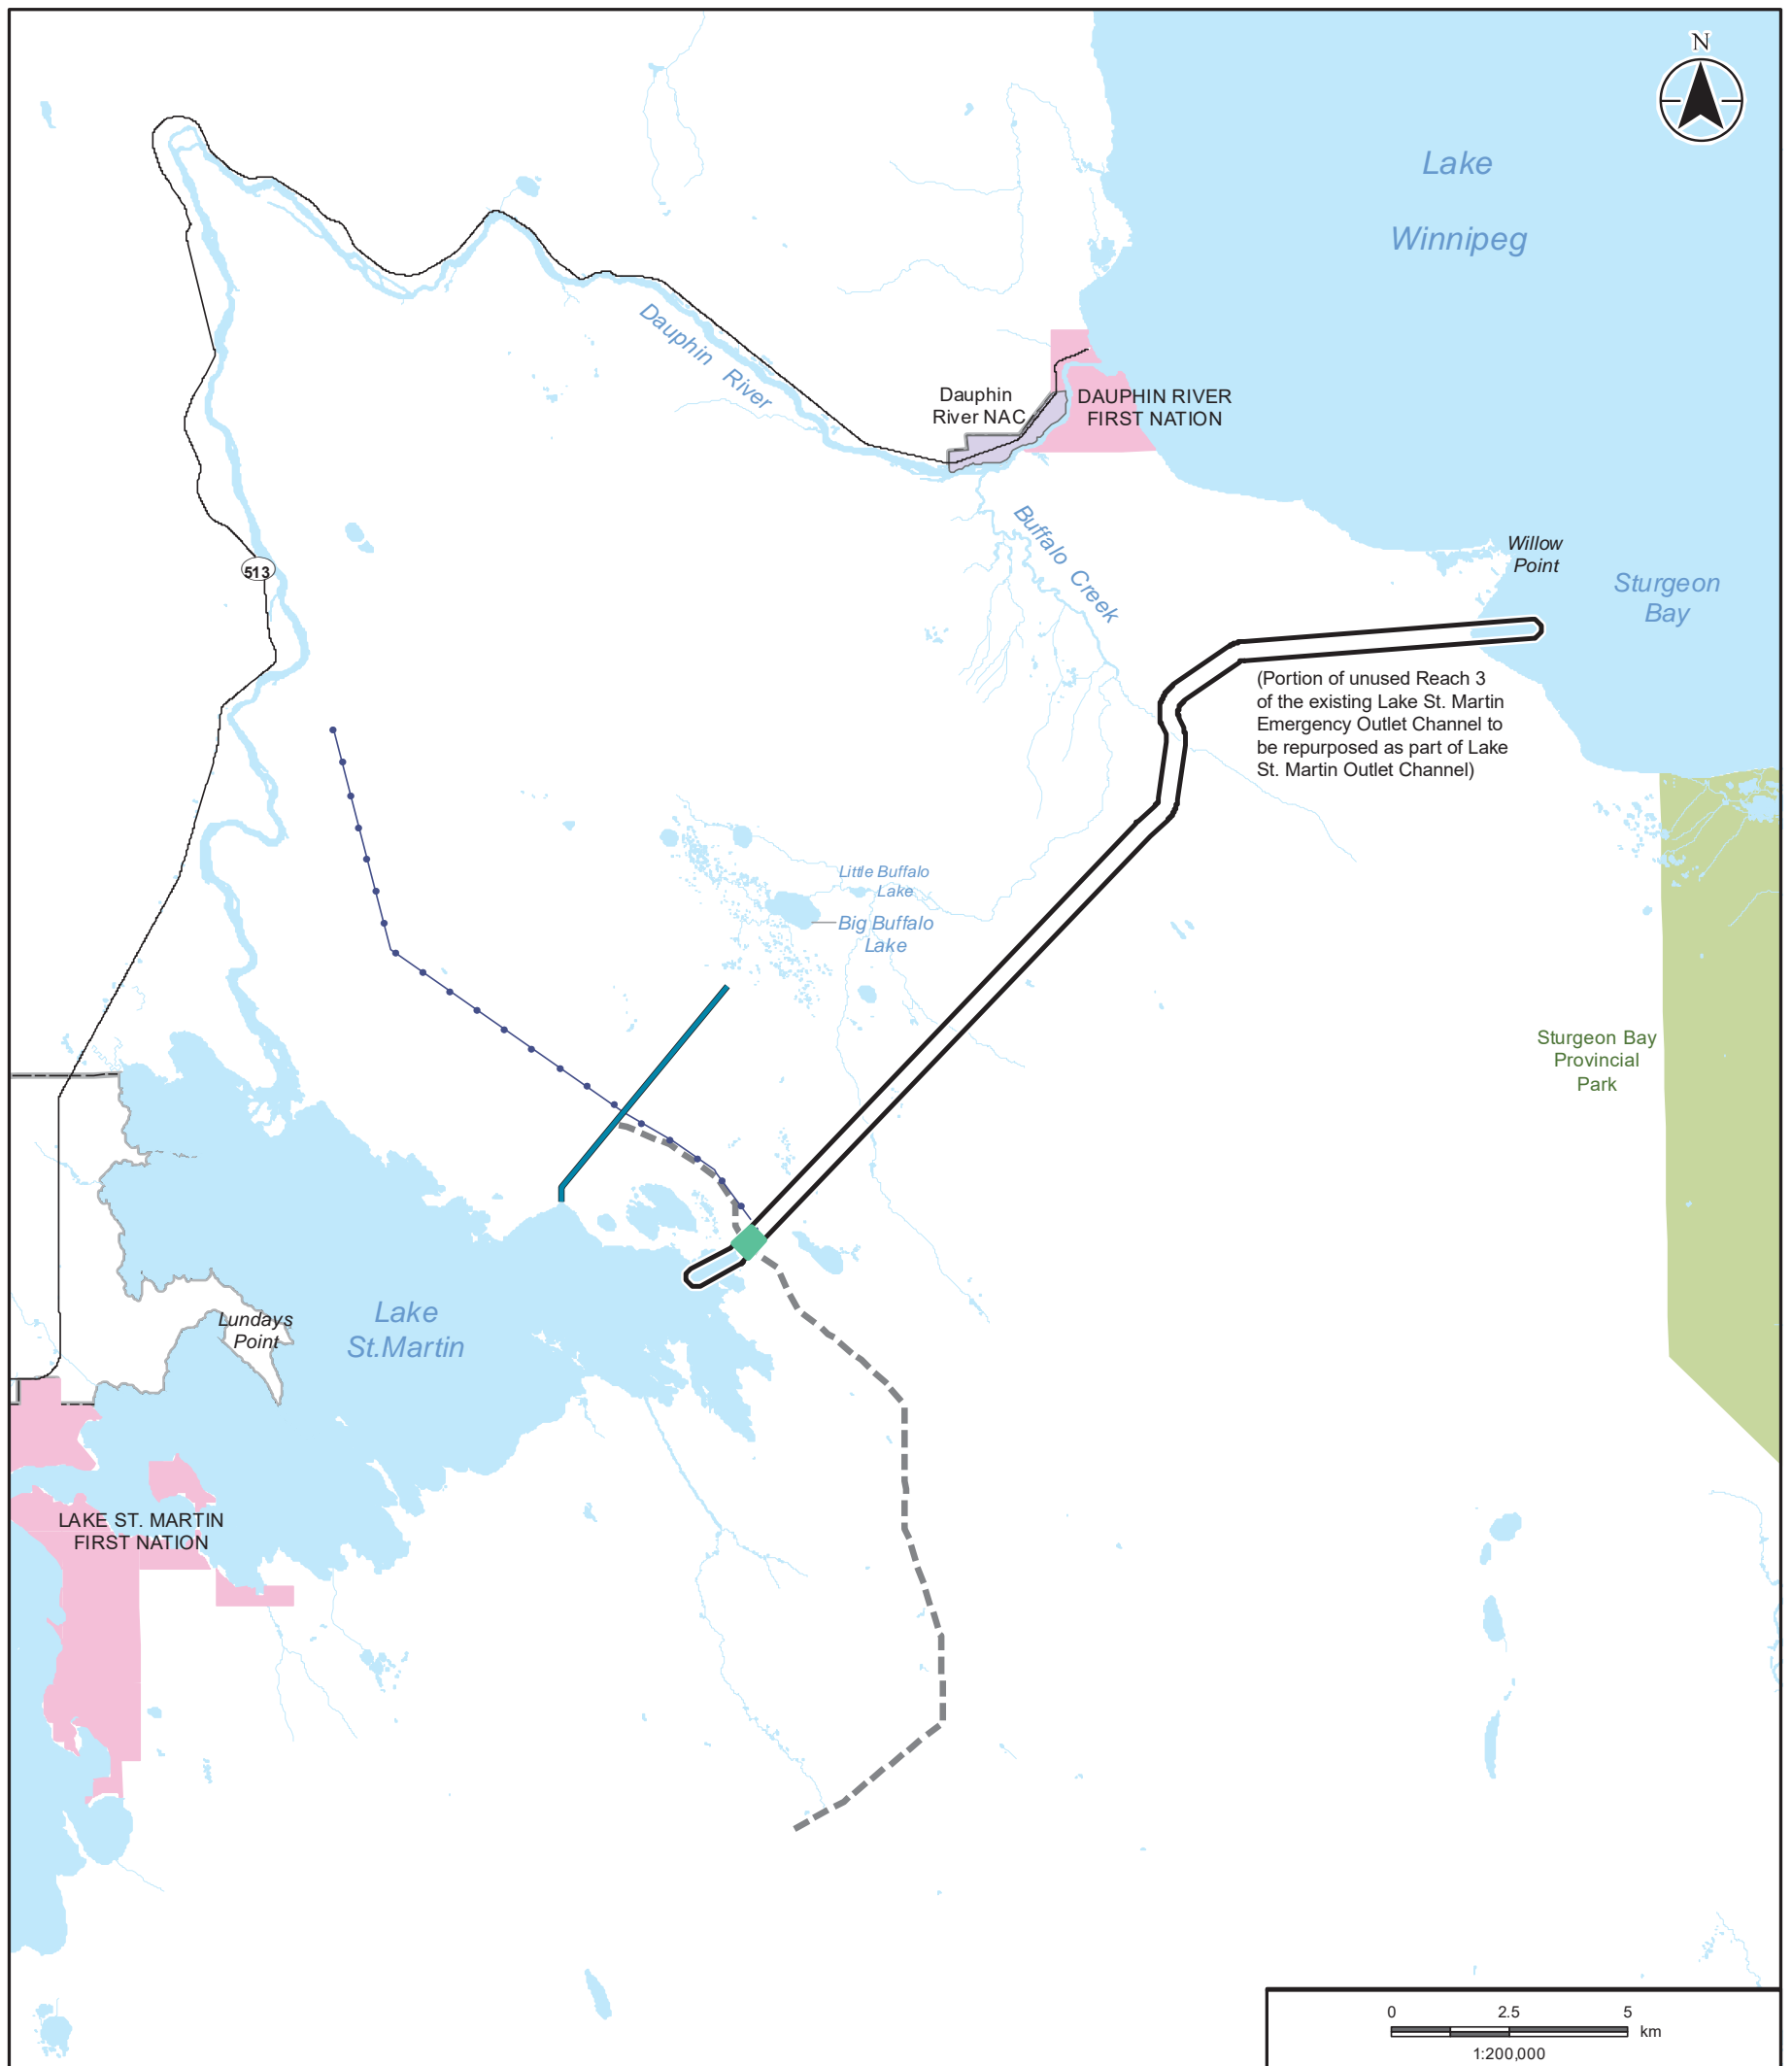 N
Lake
Winnipeg
Dauphin River
Dauphin
River NAC
DAUPHIN RIVER
FIRST NATION
Buffalo Creek
Willow
Point
Sturgeon
Bay
513
(Portion of unused Reach 3
of the existing Lake St. Martin
Emergency Outlet Channel to
be repurposed as part of Lake
St. Martin Outlet Channel)
Little Buffalo
Lake
Big Buffalo
Lake
Sturgeon Bay
Provincial
Park
Lundays
Point
Lake
St.Martin
LAKE ST. MARTIN
FIRST NATION
0 2.5 5
km
1:200,000